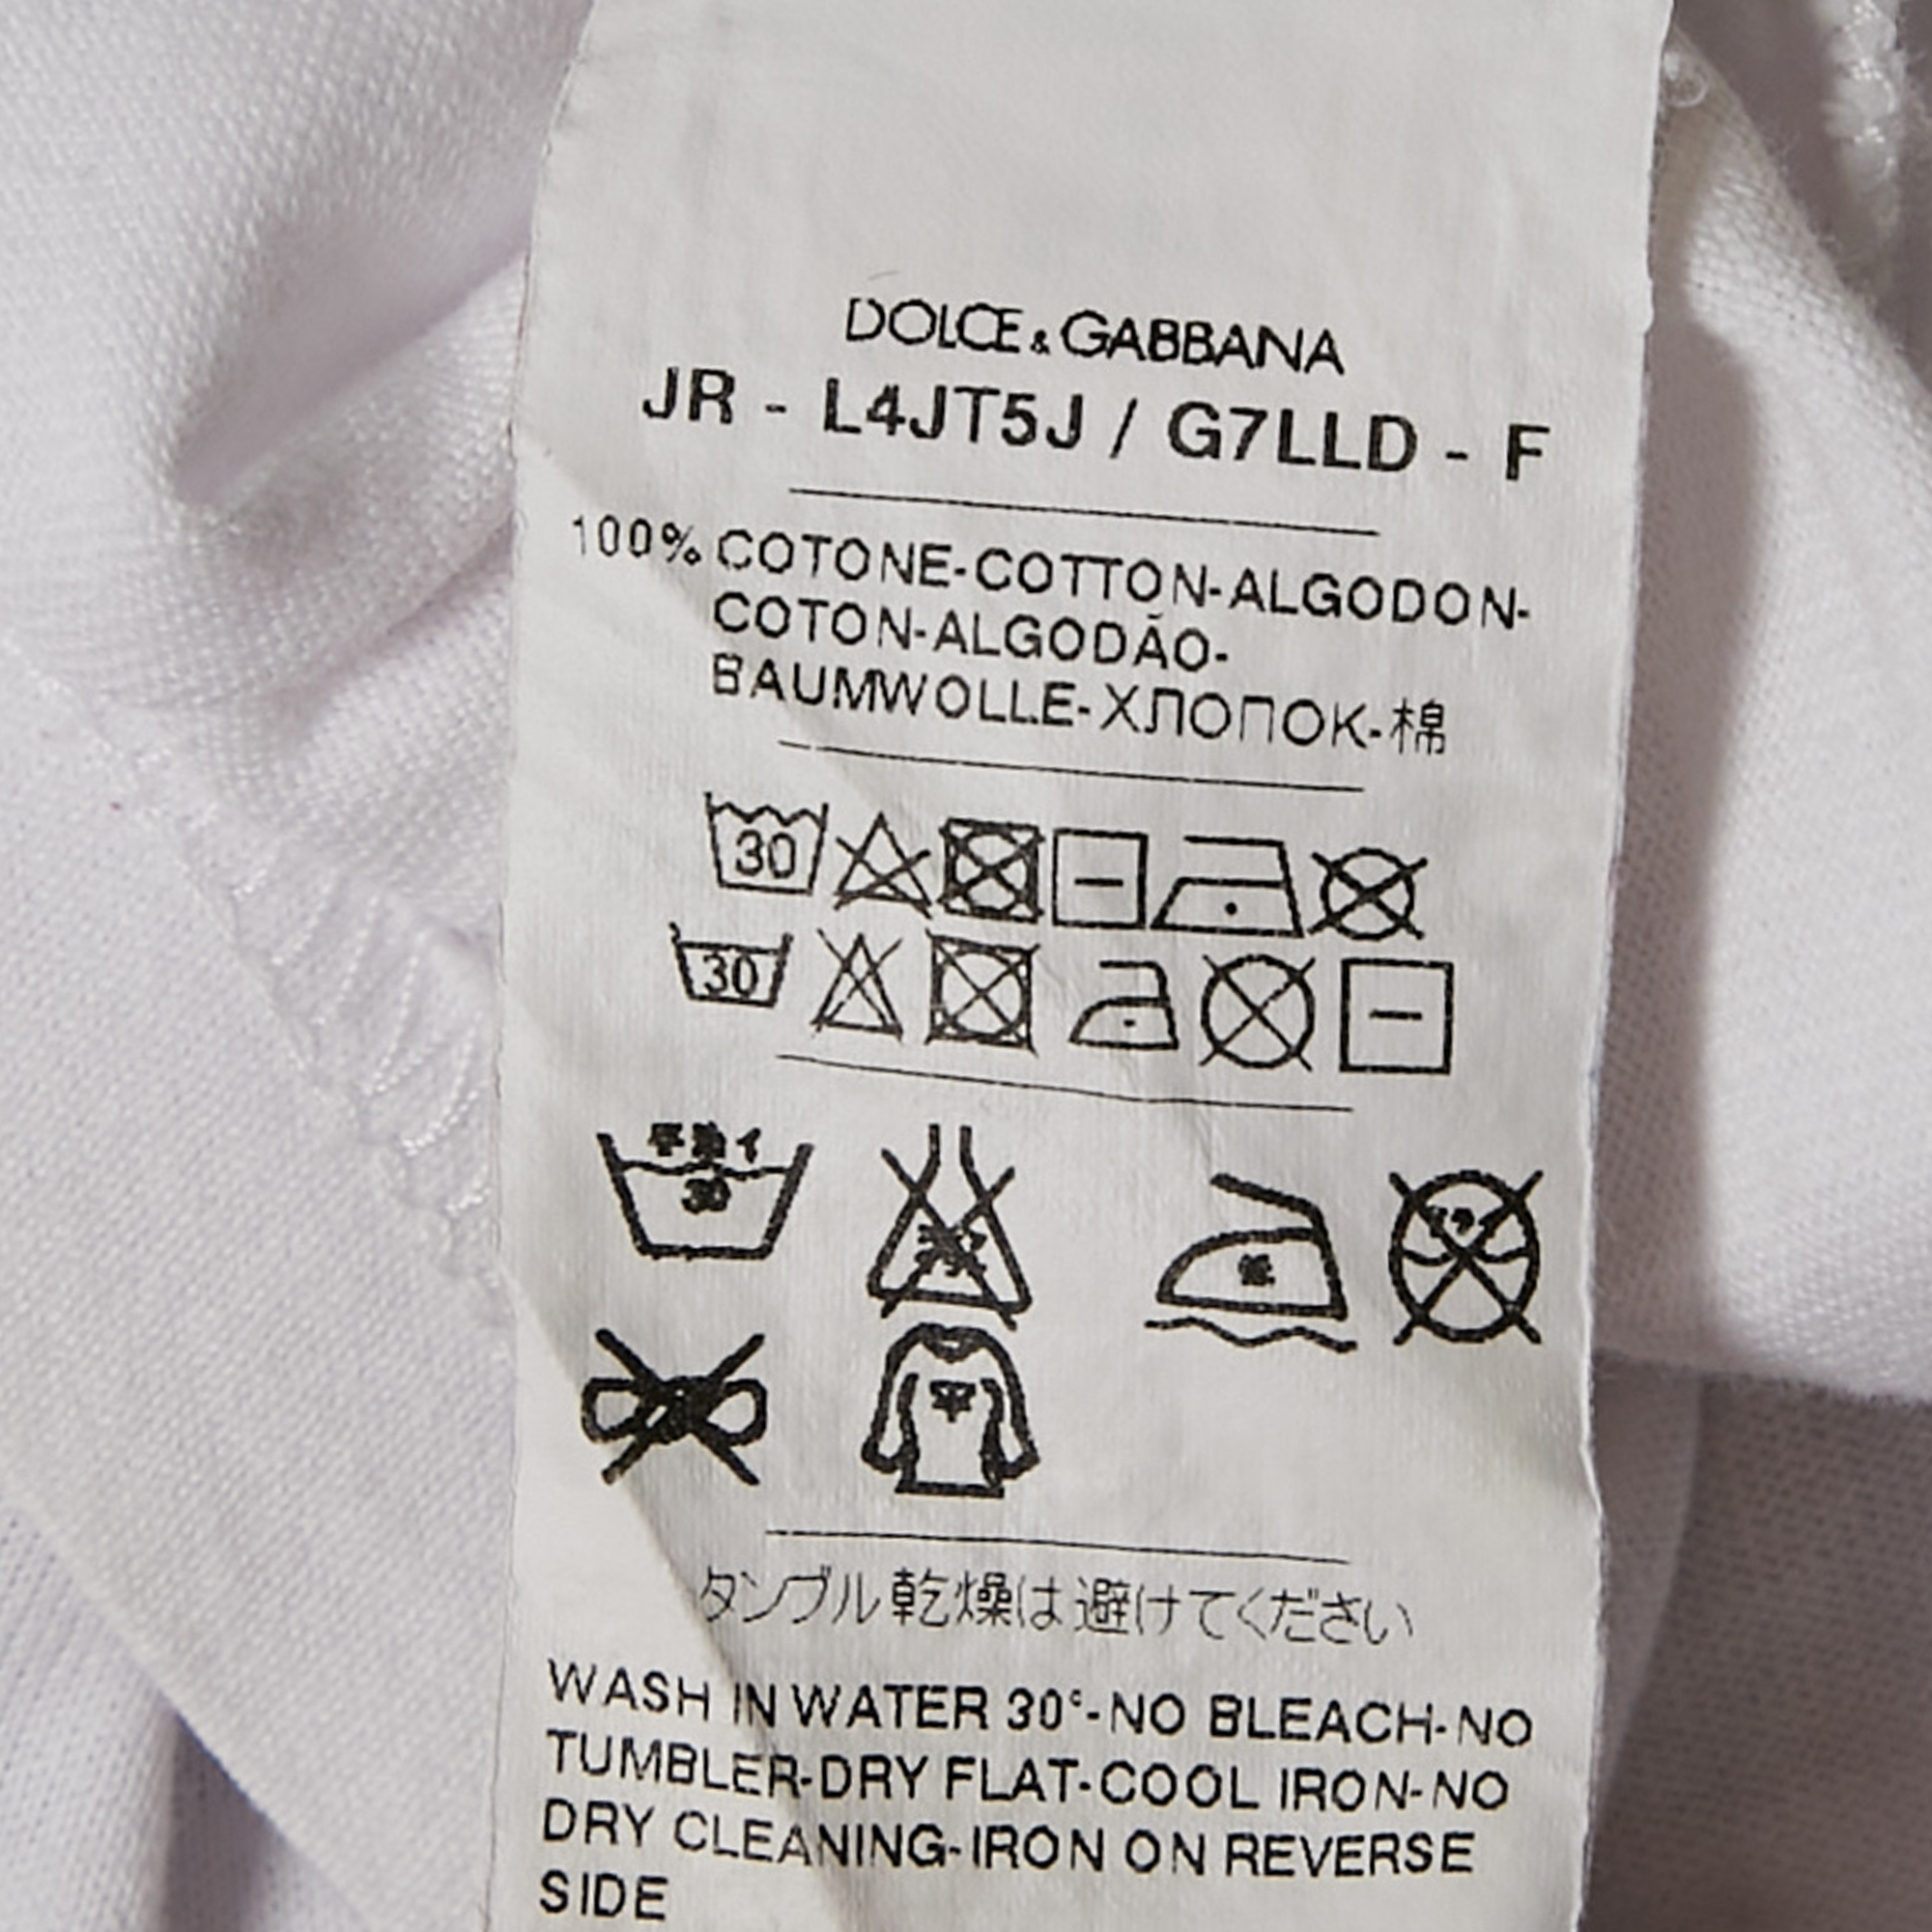 DOLCE & GABBANA
JR - L4JT5J / G7LLD - F
100% COTONE-COTTON-ALGODON-
COTON-ALGODÃO-
BAUMWOLLE-ХЛОПОК-棉
30
30
30
タンブル乾燥は避けてください
WASH IN WATER 30°-NO BLEACH-NO
TUMBLER-DRY FLAT-COOL IRON-NO
DRY CLEANING-IRON ON REVERSE
SIDE